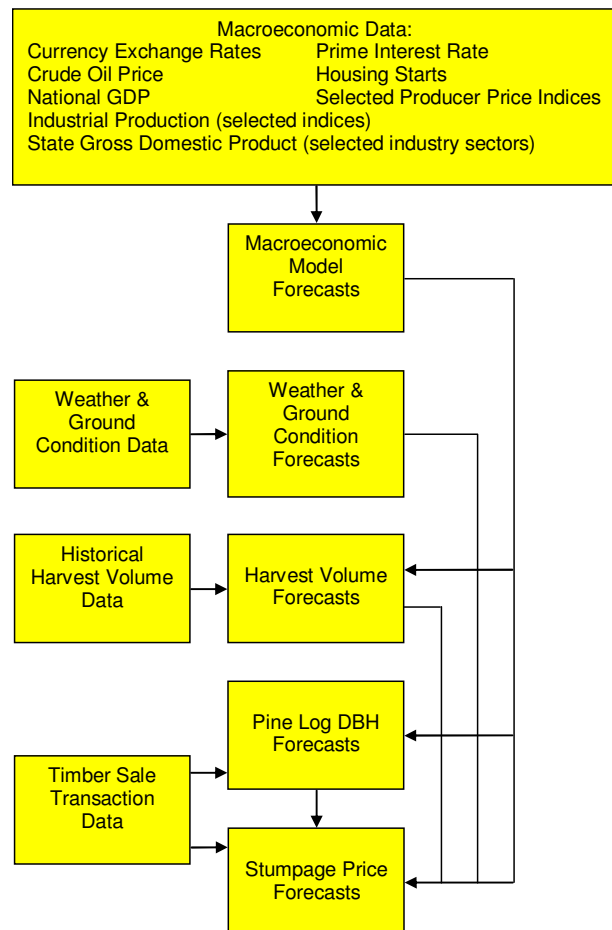 Macroeconomic Data:
Currency Exchange Rates Prime Interest Rate
Crude Oil Price Housing Starts
National GDP Selected Producer Price Indices
Industrial Production (selected indices)
State Gross Domestic Product (selected industry sectors)
Macroeconomic
Model
Forecasts
Weather &
Ground
Condition Data
Weather &
Ground
Condition
Forecasts
Historical
Harvest Volume
Data
Harvest Volume
Forecasts
Pine Log DBH
Forecasts
Timber Sale
Transaction
Data
Stumpage Price
Forecasts